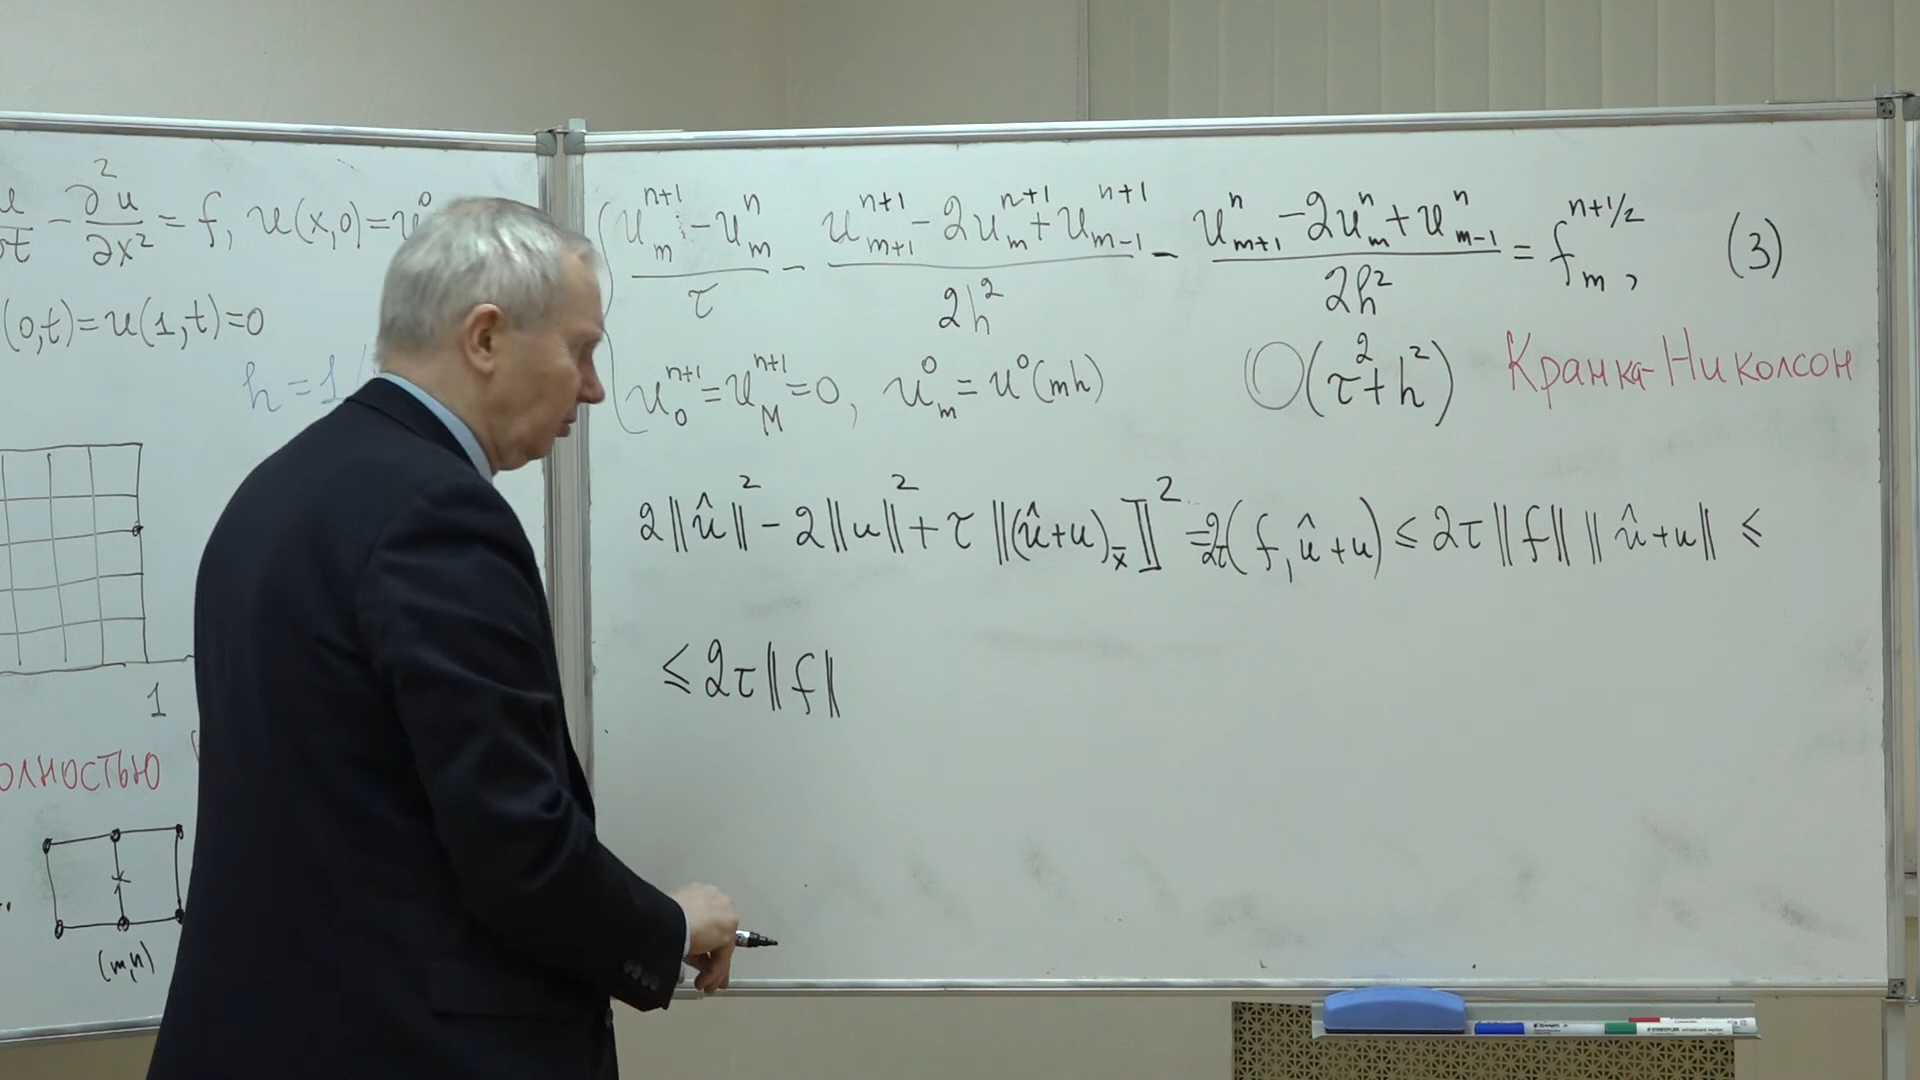 ∂²u/∂x² = f, u(x,0)=u⁰
(0,t)=u(1,t)=0
h = 1/
1
(m,n)
(u_m^{n+1} − u_m^n)/τ − (u_{m+1}^{n+1} − 2u_m^{n+1} + u_{m−1}^{n+1})/2h² − (u_{m+1}^n − 2u_m^n + u_{m−1}^n)/2h² = f_m^{n+1/2}, (3)
u_0^{n+1} = u_M^{n+1} = 0, u_m^0 = u^0(mh) O(τ²+h²) Кранка-Николсон
2‖û‖² − 2‖u‖² + τ‖(û+u)_x̄]|² = 2τ(f, û+u) ≤ 2τ‖f‖ ‖û+u‖ ≤
≤ 2τ‖f‖